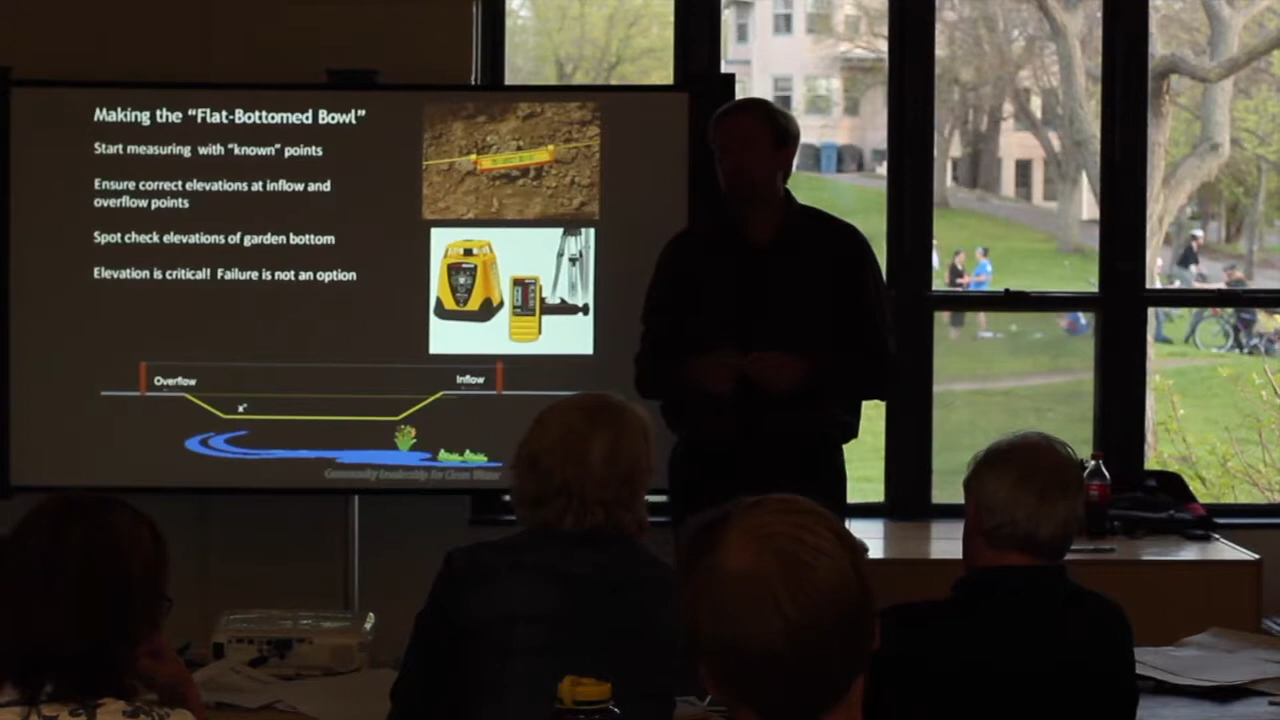 Making the “Flat-Bottomed Bowl”
Start measuring with “known” points
Ensure correct elevations at inflow and
overflow points
Spot check elevations of garden bottom
Elevation is critical! Failure is not an option
Overflow
Inflow
x"
Community Leadership for Clean Water